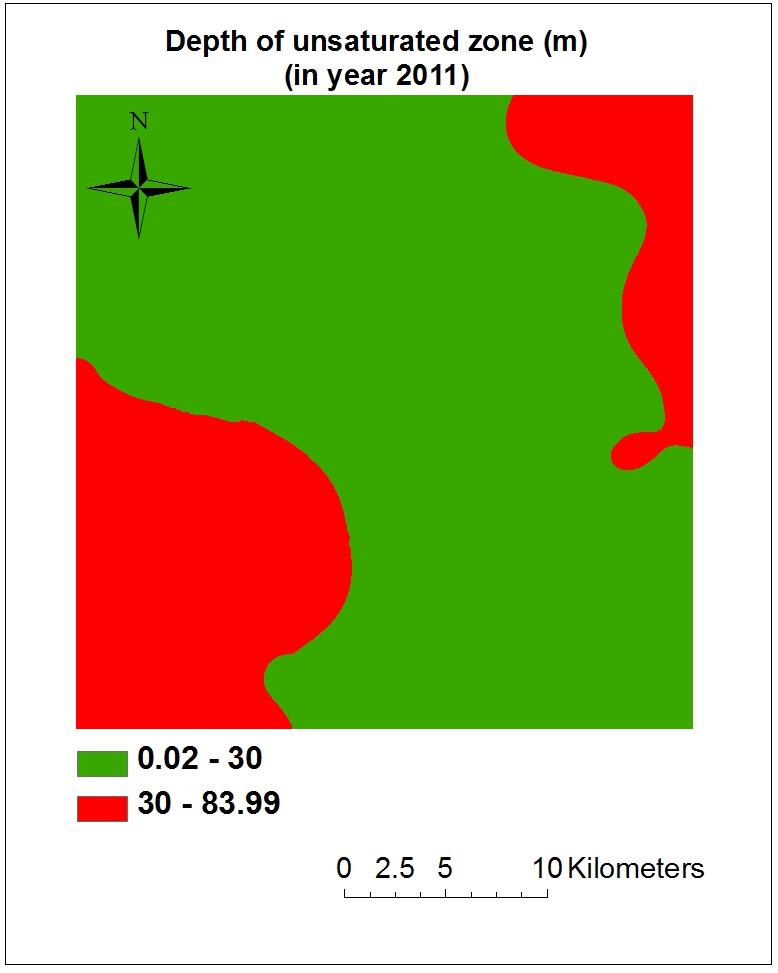 Depth of unsaturated zone (m)
(in year 2011)
N
0.02 - 30
30 - 83.99
0 2.5 5 10 Kilometers